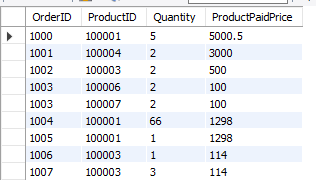 OrderID ProductID Quantity ProductPaidPrice
1000 100001 5 5000.5
1001 100004 2 3000
1002 100003 2 500
1003 100006 2 100
1003 100007 2 100
1004 100001 66 1298
1005 100001 1 1298
1006 100003 1 114
1007 100003 3 114